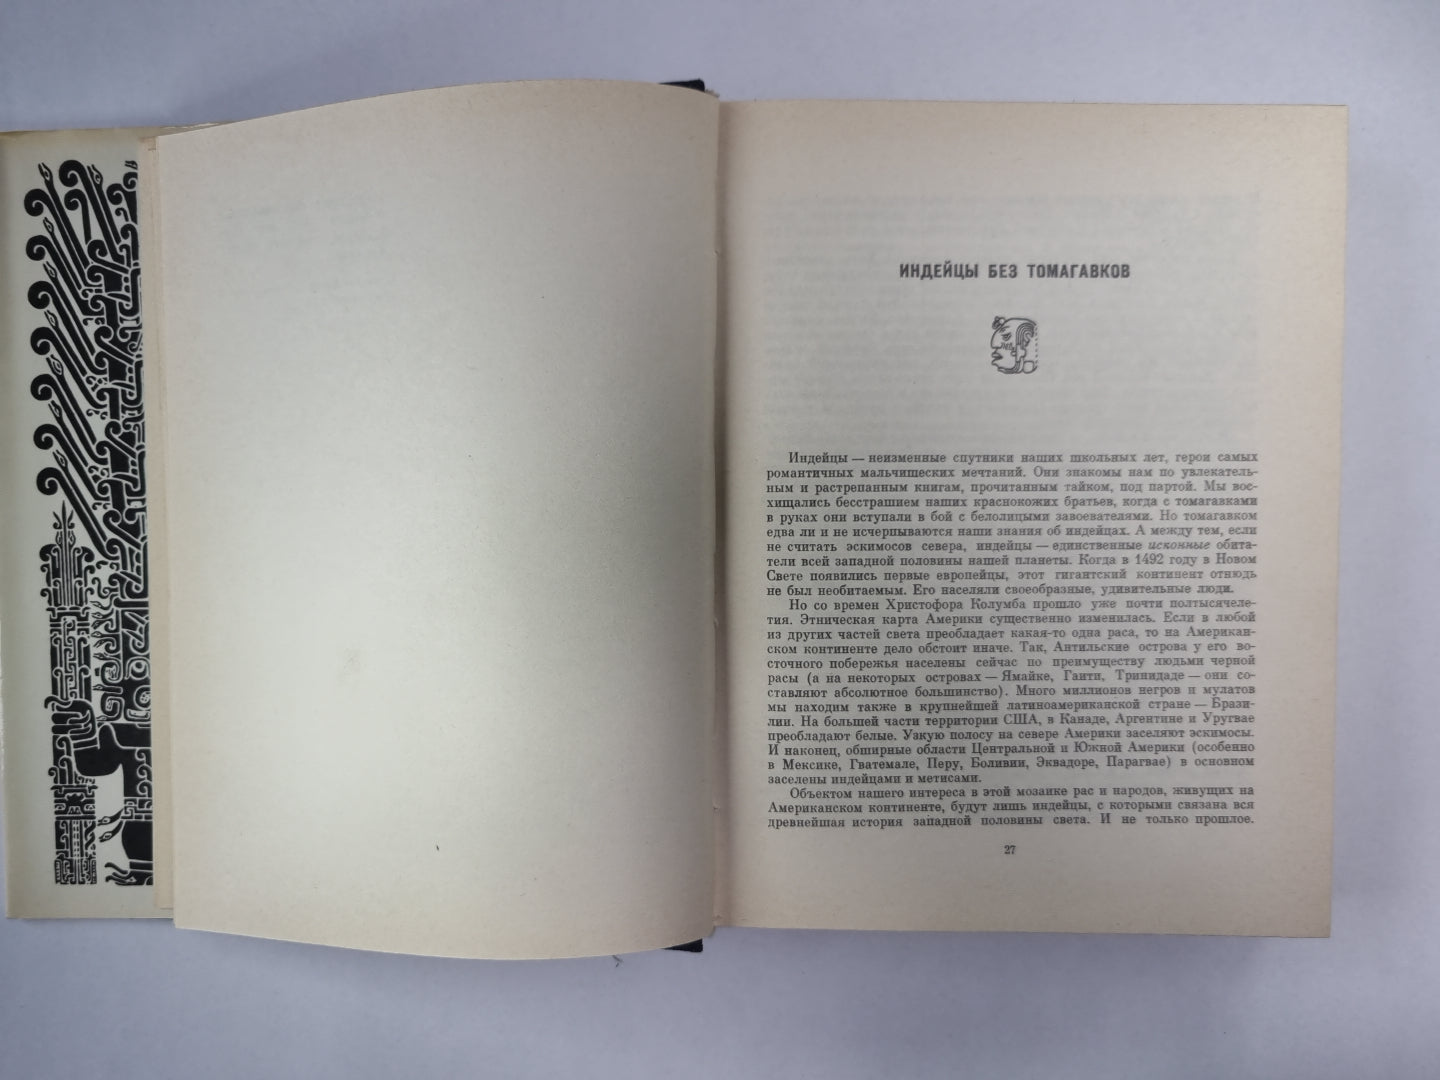 ИНДЕЙЦЫ БЕЗ ТОМАГАВКОВ
Индейцы — неизменные спутники наших школьных лет, герои самых
романтичных мальчишеских мечтаний. Они знакомы нам по увлекатель-
ным и растрепанным книгам, прочитанным тайком, под партой. Мы вос-
хищались бесстрашием наших краснокожих братьев, когда с томагавками
в руках они вступали в бой с белолицыми завоевателями. Но томагавком
едва ли и не исчерпываются наши знания об индейцах. А между тем, если
не считать эскимосов севера, индейцы — единственные исконные обита-
тели всей западной половины нашей планеты. Когда в 1492 году в Новом
Свете появились первые европейцы, этот гигантский континент отнюдь
не был необитаемым. Его населяли своеобразные, удивительные люди.
Но со времен Христофора Колумба прошло уже почти полтысячеле-
тия. Этническая карта Америки существенно изменилась. Если в любой
из других частей света преобладает какая-то одна раса, то на Американ-
ском континенте дело обстоит иначе. Так, Антильские острова у его во-
сточного побережья населены сейчас по преимуществу людьми черной
расы (а на некоторых островах — Ямайке, Гаити, Тринидаде — они со-
ставляют абсолютное большинство). Много миллионов негров и мулатов
мы находим также в крупнейшей латиноамериканской стране — Брази-
лии. На большей части территории США, в Канаде, Аргентине и Уругвае
преобладают белые. Узкую полосу на севере Америки заселяют эскимосы.
И наконец, обширные области Центральной и Южной Америки (особенно
в Мексике, Гватемале, Перу, Боливии, Эквадоре, Парагвае) в основном
заселены индейцами и метисами.
Объектом нашего интереса в этой мозаике рас и народов, живущих на
Американском континенте, будут лишь индейцы, с которыми связана вся
древнейшая история западной половины света. И не только прошлое.
27